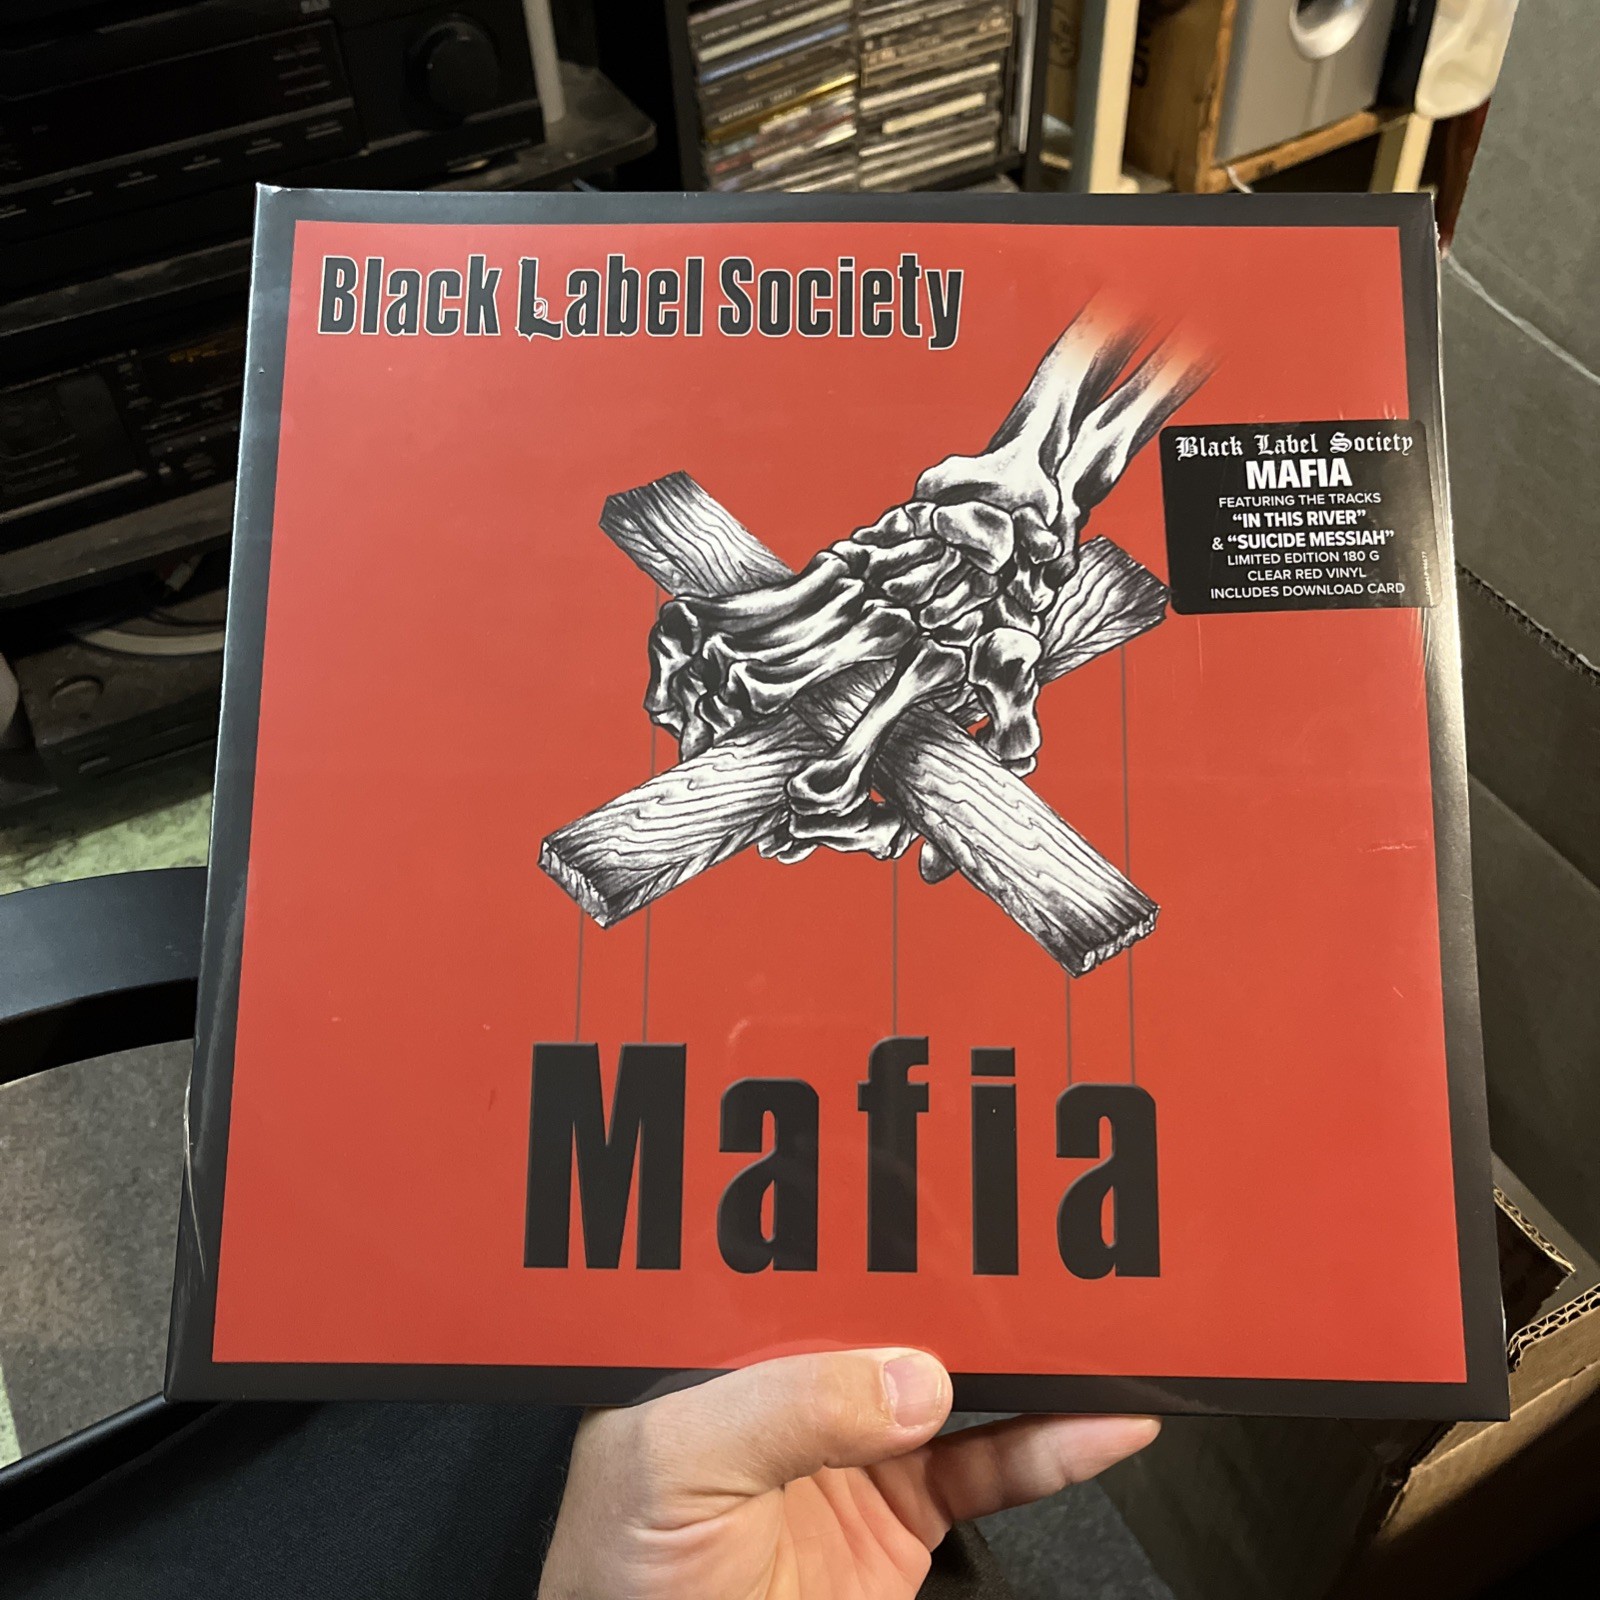 Black Label Society
Black Label Society
MAFIA
FEATURING THE TRACKS
“IN THIS RIVER”
& “SUICIDE MESSIAH”
LIMITED EDITION 180 G
CLEAR RED VINYL
INCLUDES DOWNLOAD CARD
Mafia